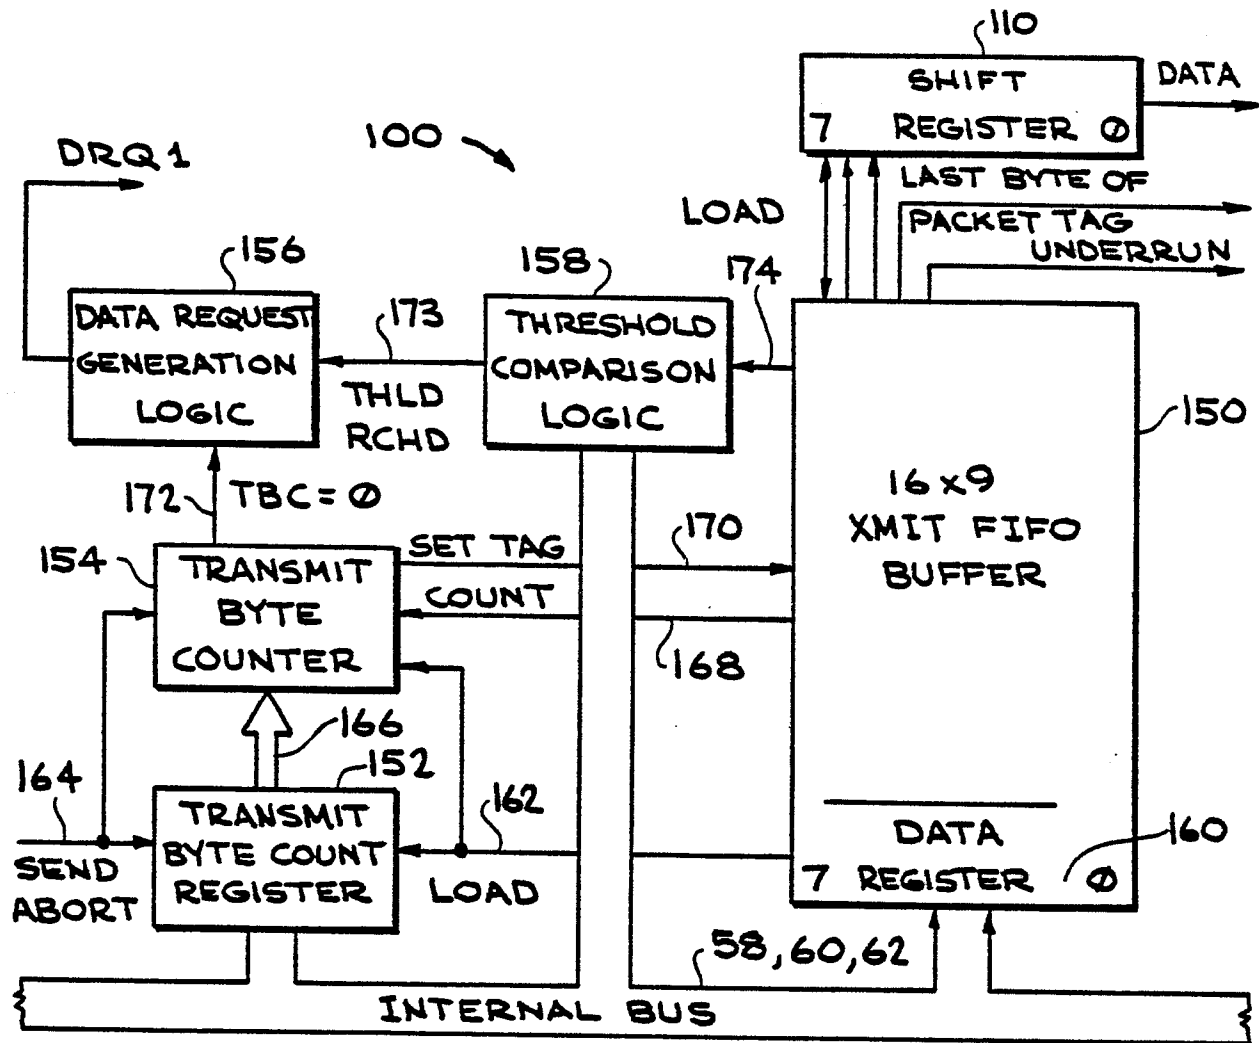 110
SHIFT
REGISTER
7
0
DATA
100
DRQ1
LAST BYTE OF
PACKET TAG
UNDERRUN
LOAD
156
DATA REQUEST
GENERATION
LOGIC
173
THLD
RCHD
158
THRESHOLD
COMPARISON
LOGIC
174
150
16x9
XMIT FIFO
BUFFER
172
TBC=0
154
TRANSMIT
BYTE
COUNTER
SET TAG
170
COUNT
168
166
152
164
SEND
ABORT
TRANSMIT
BYTE COUNT
REGISTER
162
LOAD
DATA
7 REGISTER 0
160
58,60,62
INTERNAL BUS